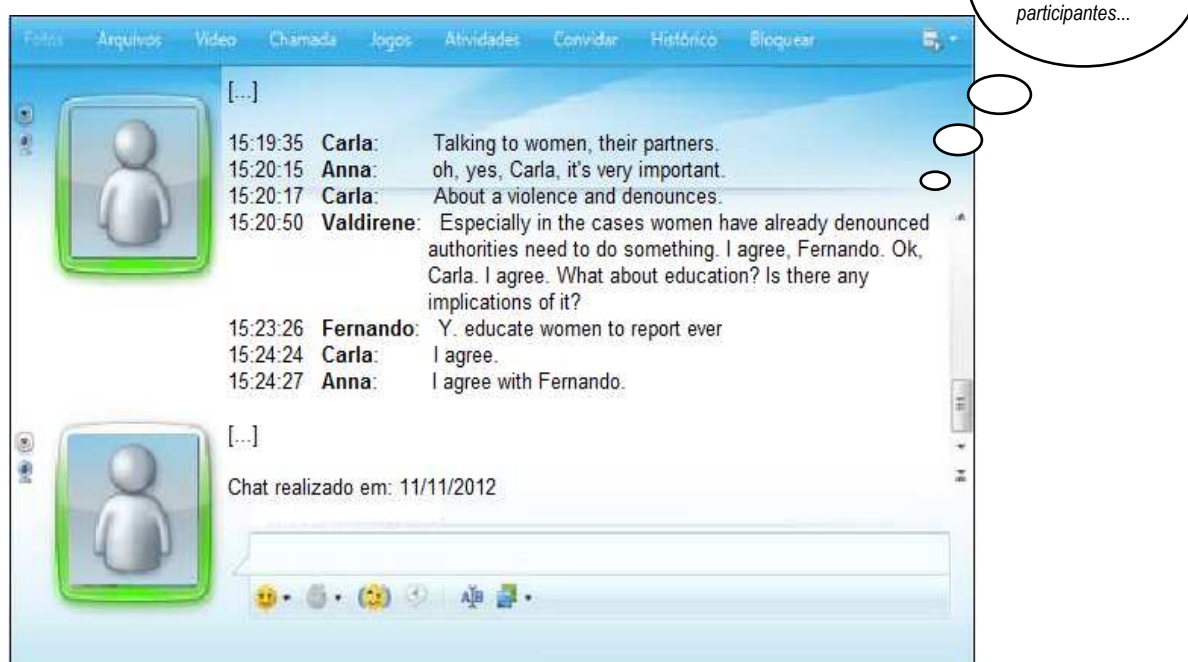 participantes...
Fotos Arquivos Video Chamada Jogos Atividades Convidar Histórico Bloquear
[...]
15:19:35 Carla: Talking to women, their partners.
15:20:15 Anna: oh, yes, Carla, it's very important.
15:20:17 Carla: About a violence and denounces.
15:20:50 Valdirene: Especially in the cases women have already denounced
authorities need to do something. I agree, Fernando. Ok,
Carla. I agree. What about education? Is there any
implications of it?
15:23:26 Fernando: Y. educate women to report ever
15:24:24 Carla: I agree.
15:24:27 Anna: I agree with Fernando.
[...]
Chat realizado em: 11/11/2012